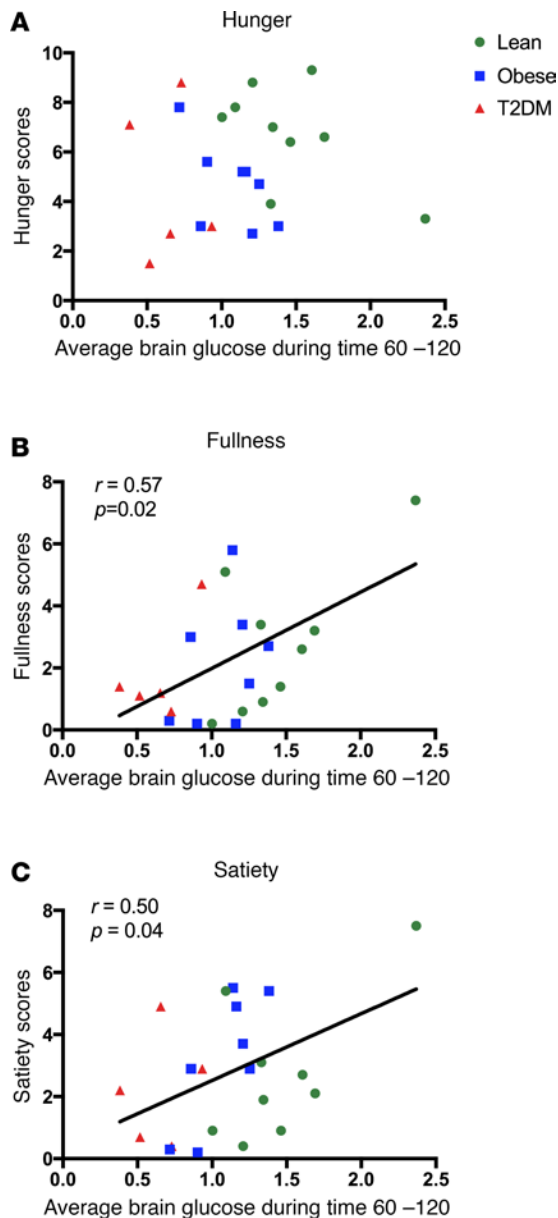 A
Hunger
Lean
Obese
T2DM
Hunger scores
10
8
6
4
2
0
0.0 0.5 1.0 1.5 2.0 2.5
Average brain glucose during time 60 –120
B
Fullness
r = 0.57
p=0.02
Fullness scores
8
6
4
2
0
0.0 0.5 1.0 1.5 2.0 2.5
Average brain glucose during time 60 –120
C
Satiety
r = 0.50
p = 0.04
Satiety scores
8
6
4
2
0
0.0 0.5 1.0 1.5 2.0 2.5
Average brain glucose during time 60 –120